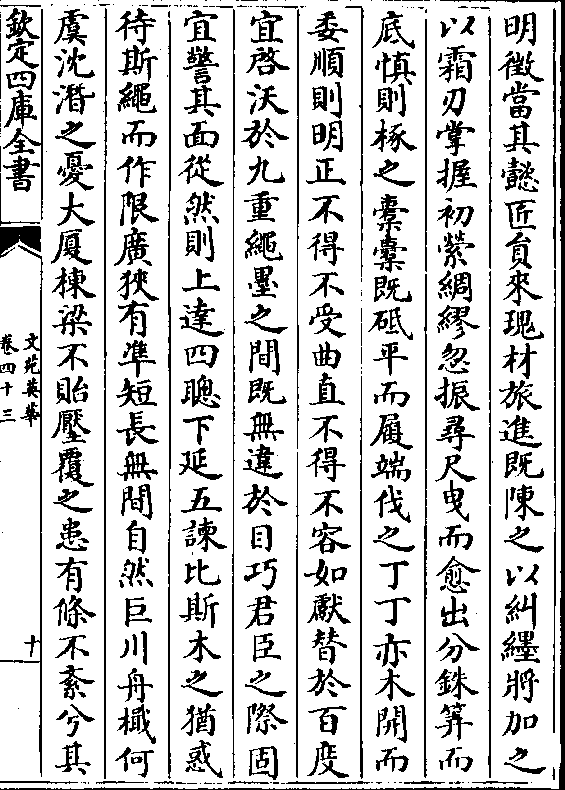 明徵當其懿匠負來瑰材旅進既陳之以糾纆將加之
以霜刃掌握初縈綢繆忽振尋尺曳而愈出分銖筭而
底慎則椓之橐橐既砥平而履端伐之丁丁亦木開而
委順則明正不得不受曲直不得不容如獻替於百度
宜啓沃於九重繩墨之間既無違於目巧君臣之際固
宜警其面從然則上達四聰下延五諫比斯木之猶惑
待斯繩而作限廣狹有準短長無間自然巨川舟檝何
虞沈潛之憂大厦棟梁不貽壓覆之患有條不紊兮其
欽定四庫全書
文苑英華
卷四十三
十